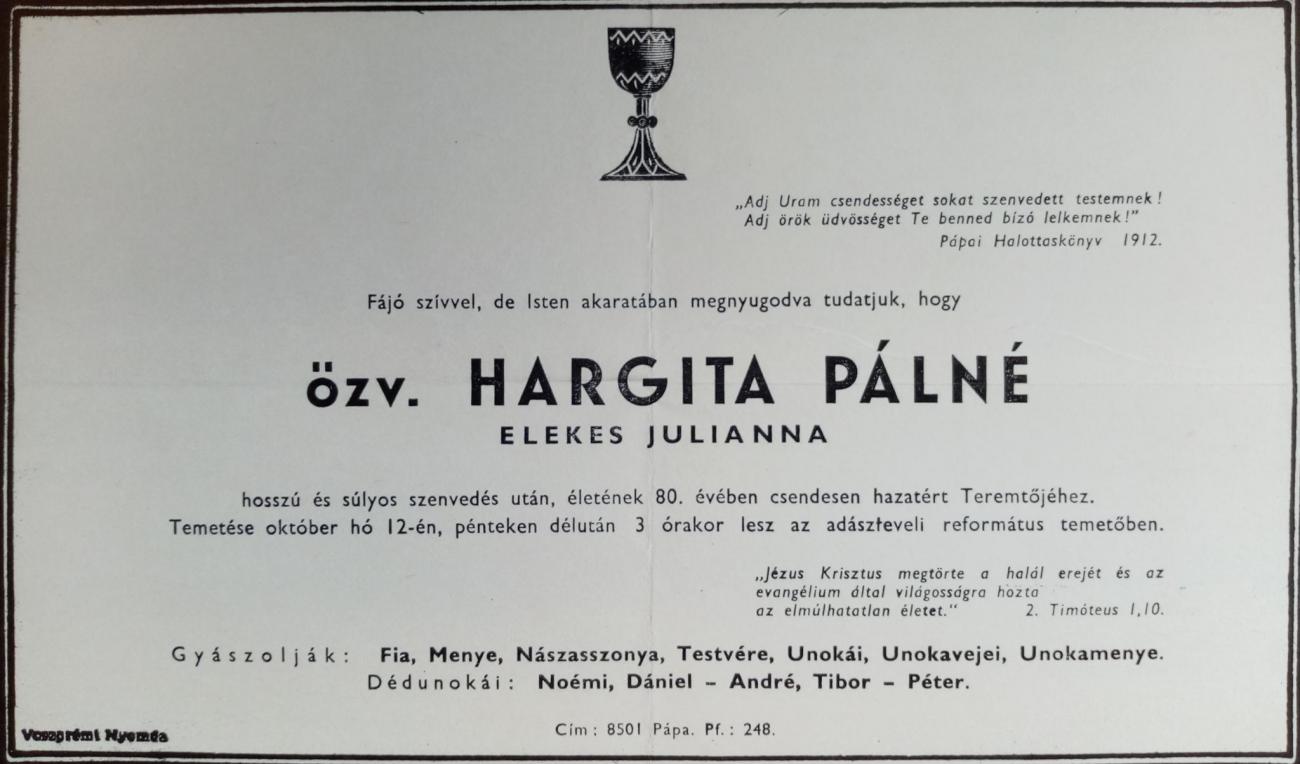 „Adj Uram csendességet sokat szenvedett testemnek!
Adj örök üdvösséget Te benned bízó lelkemnek!”
Pápai Halottaskönyv 1912.
Fájó szívvel, de Isten akaratában megnyugodva tudatjuk, hogy
özv. HARGITA PÁLNÉ
ELEKES JULIANNA
hosszú és súlyos szenvedés után, életének 80. évében csendesen hazatért Teremtőjéhez.
Temetése október hó 12-én, pénteken délután 3 órakor lesz az adászteveli református temetőben.
„Jézus Krisztus megtörte a halál erejét és az
evangélium által világosságra hozta
az elmúlhatatlan életet.“ 2. Timóteus 1,10.
Gyászolják: Fia, Menye, Nászasszonya, Testvére, Unokái, Unokavejei, Unokamenye.
Dédunokái: Noémi, Dániel – André, Tibor – Péter.
Cím: 8501 Pápa. Pf.: 248.
Veszprémi Nyomda